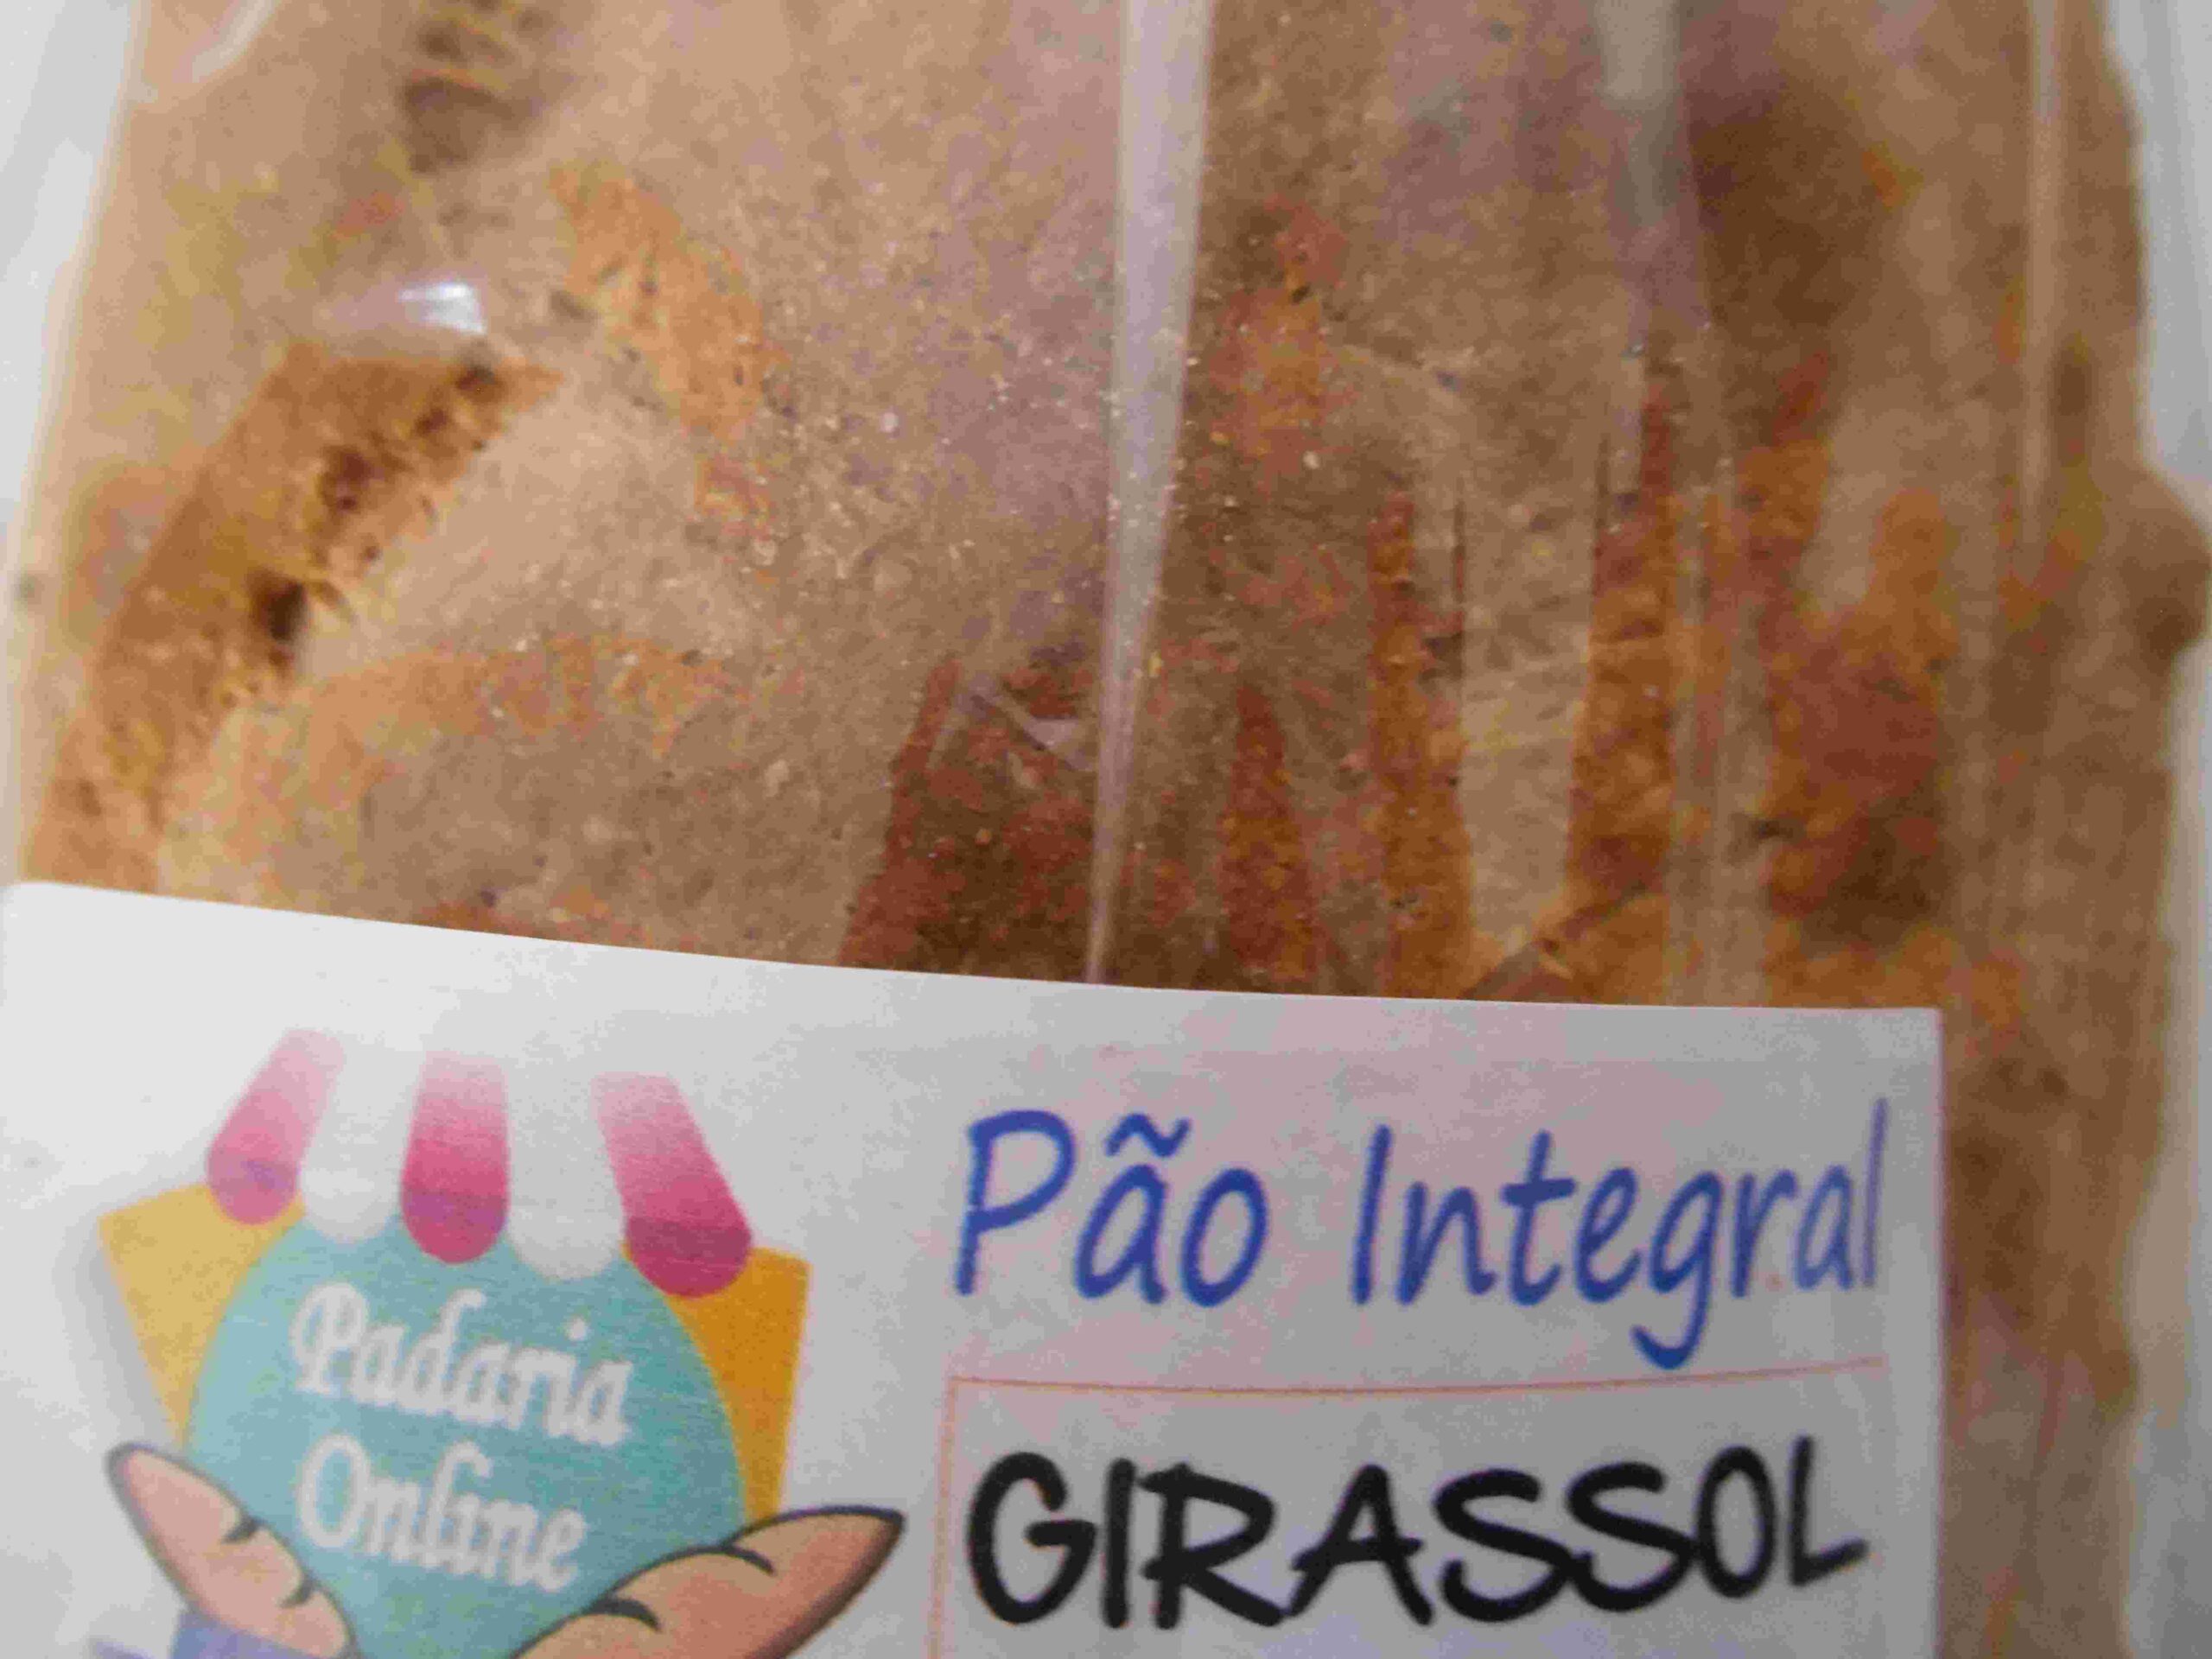 Pão Integral
GIRASSOL
Padaria
Online